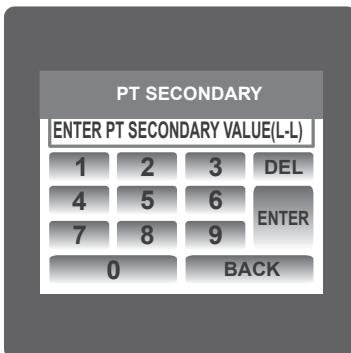 PT SECONDARY
ENTER PT SECONDARY VALUE(L-L)
1 2 3 DEL
4 5 6 ENTER
7 8 9
0 BACK